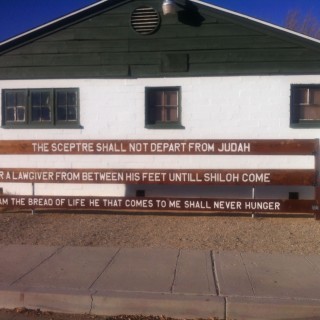 THE SCEPTRE SHALL NOT DEPART FROM JUDAH
R A LAWGIVER FROM BETWEEN HIS FEET UNTILL SHILOH COME
AM THE BREAD OF LIFE HE THAT COMES TO ME SHALL NEVER HUNGER